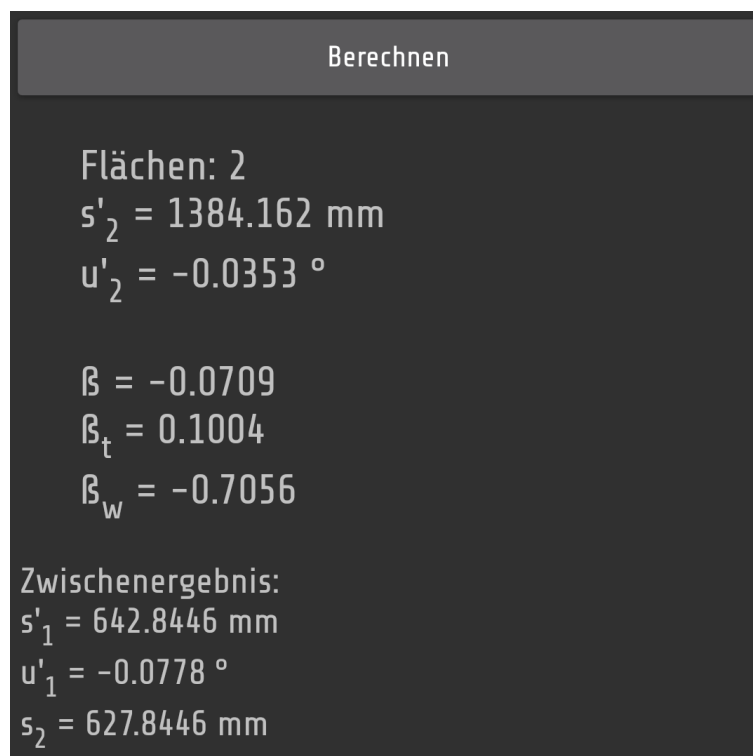 Berechnen
Flächen: 2
s'₂ = 1384.162 mm
u'₂ = -0.0353 °
ß = -0.0709
ßₜ = 0.1004
ß_w = -0.7056
Zwischenergebnis:
s'₁ = 642.8446 mm
u'₁ = -0.0778 °
s₂ = 627.8446 mm